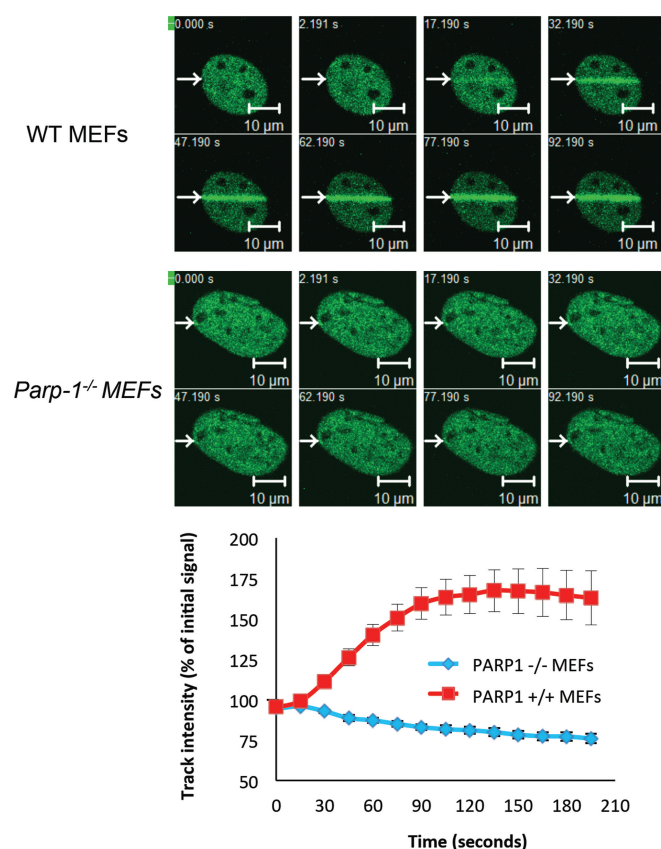 0.000 s 2.191 s 17.190 s 32.190 s
10 µm 10 µm 10 µm 10 µm
WT MEFs
47.190 s 62.190 s 77.190 s 92.190 s
10 µm 10 µm 10 µm 10 µm
0.000 s 2.191 s 17.190 s 32.190 s
10 µm 10 µm 10 µm 10 µm
Parp-1-/- MEFs
47.190 s 62.190 s 77.190 s 92.190 s
10 µm 10 µm 10 µm 10 µm
Track intensity (% of initial signal)
200
175
150
125
100
75
50
PARP1 -/- MEFs
PARP1 +/+ MEFs
0 30 60 90 120 150 180 210
Time (seconds)